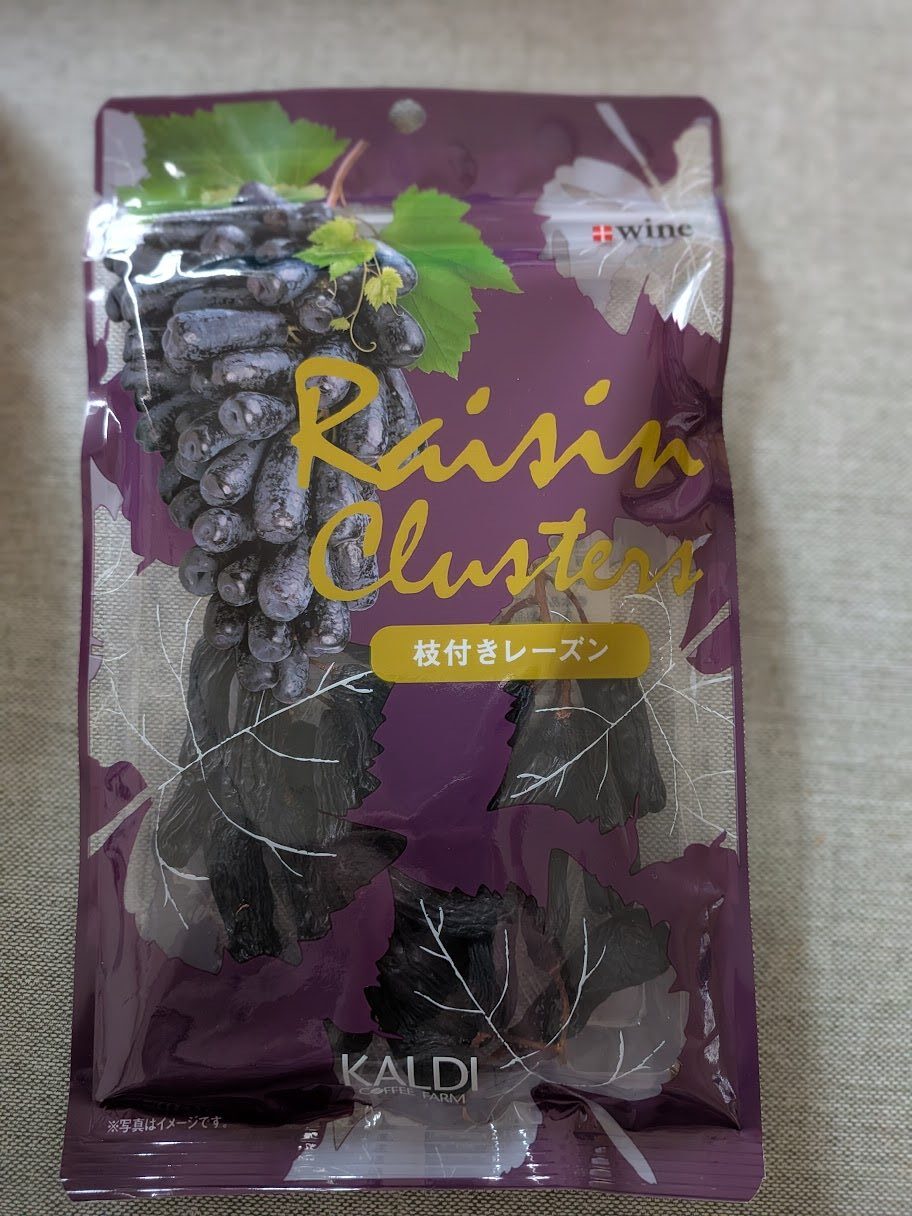 +wine
Raisin
Clusters
枝付きレーズン
KALDI
COFFEE FARM
※写真はイメージです。